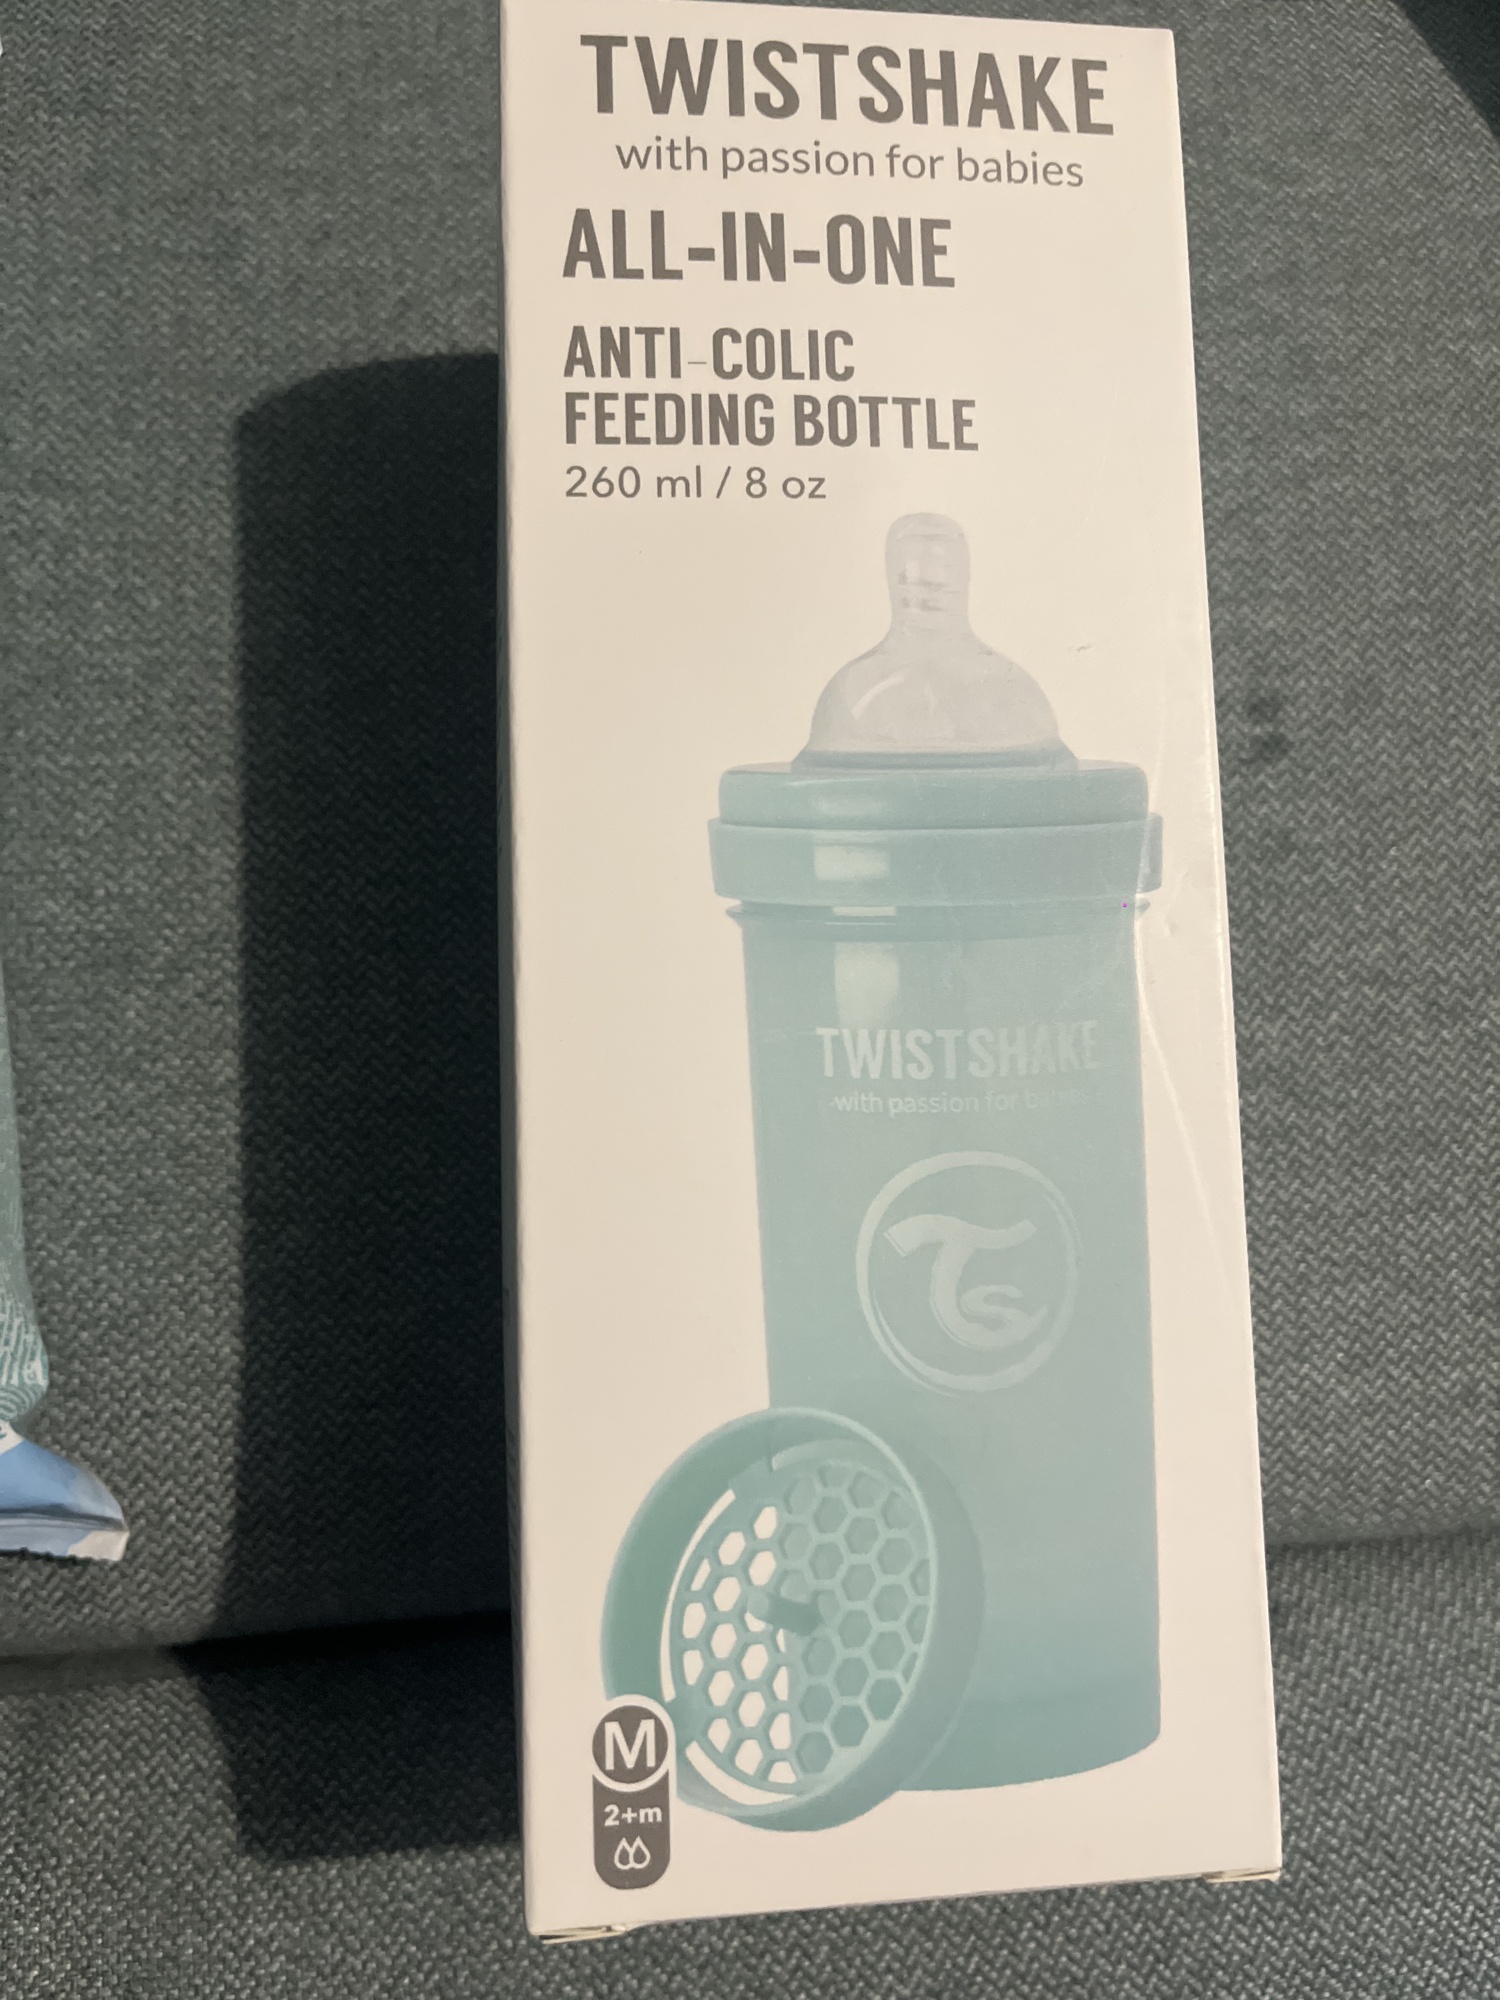 TWISTSHAKE
with passion for babies
ALL-IN-ONE
ANTI-COLIC
FEEDING BOTTLE
260 ml / 8 oz
TWISTSHAKE
with passion for babies
Ts
M
2+m